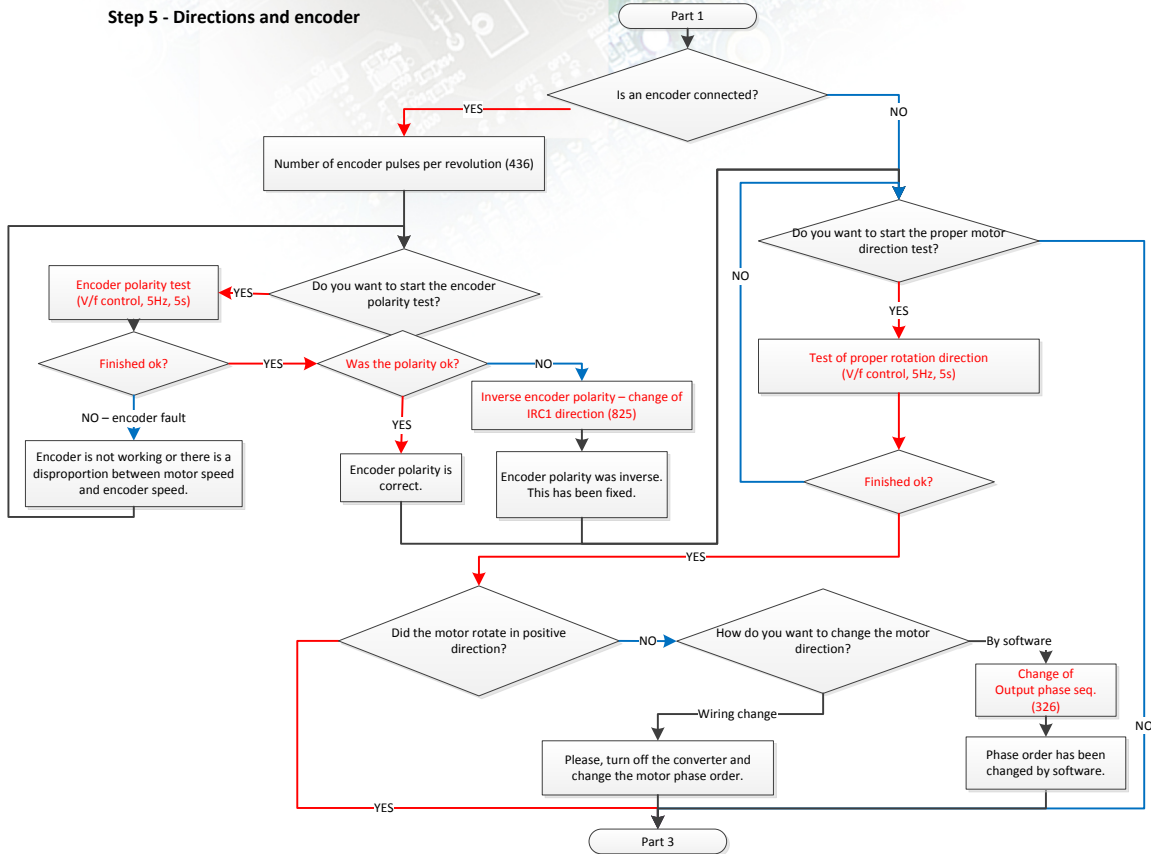 Step 5 - Directions and encoder
Part 1
Is an encoder connected?
YES
NO
Number of encoder pulses per revolution (436)
Do you want to start the proper motor
direction test?
NO
Encoder polarity test
(V/f control, 5Hz, 5s)
YES
Do you want to start the encoder
polarity test?
YES
Finished ok?
YES
Was the polarity ok?
NO
Test of proper rotation direction
(V/f control, 5Hz, 5s)
Inverse encoder polarity – change of
IRC1 direction (825)
NO – encoder fault
YES
Encoder is not working or there is a
disproportion between motor speed
and encoder speed.
Encoder polarity is
correct.
Encoder polarity was inverse.
This has been fixed.
Finished ok?
YES
Did the motor rotate in positive
direction?
NO
How do you want to change the motor
direction?
By software
Change of
Output phase seq.
(326)
Wiring change
NO
Please, turn off the converter and
change the motor phase order.
Phase order has been
changed by software.
YES
Part 3